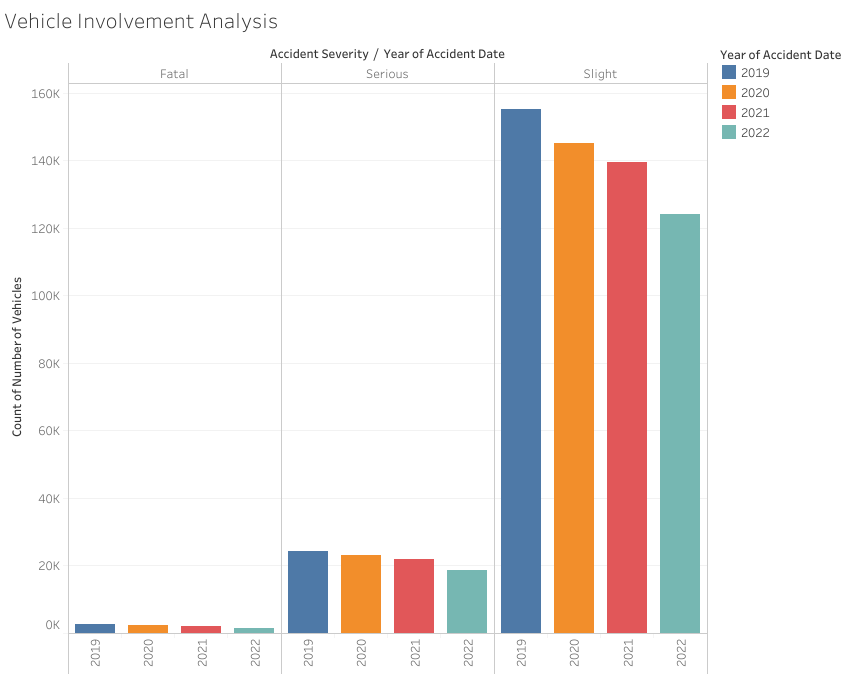 Vehicle Involvement Analysis
Accident Severity / Year of Accident Date
Fatal
Serious
Slight
Year of Accident Date
2019
2020
2021
2022
Count of Number of Vehicles
160K
140K
120K
100K
80K
60K
40K
20K
0K
2019
2020
2021
2022
2019
2020
2021
2022
2019
2020
2021
2022